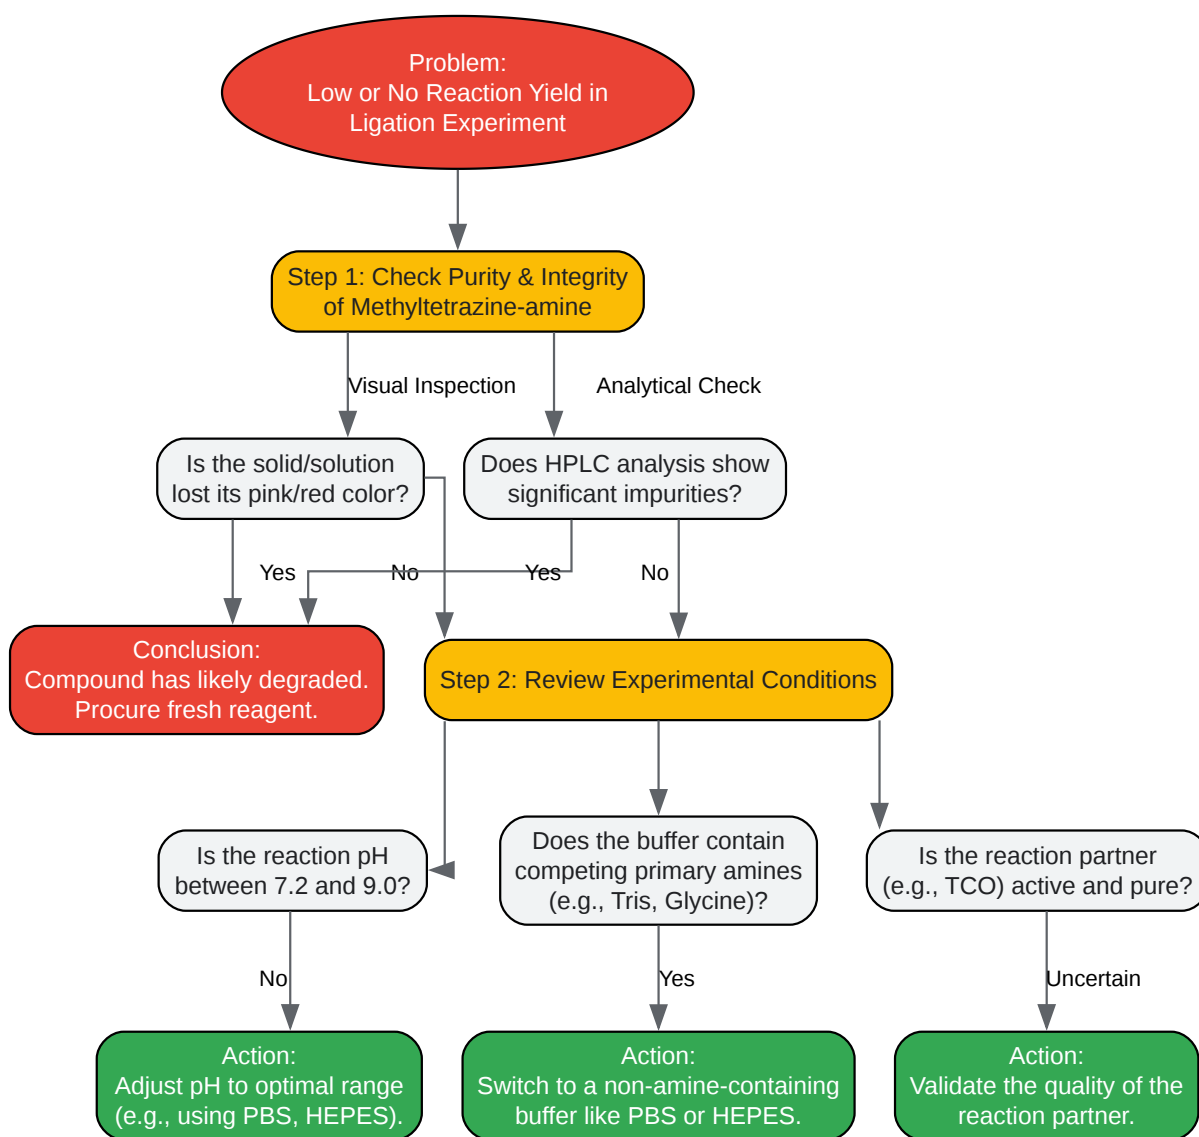 Problem:
Low or No Reaction Yield in
Ligation Experiment
Step 1: Check Purity & Integrity
of Methyltetrazine-amine
Visual Inspection
Analytical Check
Is the solid/solution
lost its pink/red color?
Does HPLC analysis show
significant impurities?
Yes
No
Yes
No
Conclusion:
Compound has likely degraded.
Procure fresh reagent.
Step 2: Review Experimental Conditions
Is the reaction pH
between 7.2 and 9.0?
Does the buffer contain
competing primary amines
(e.g., Tris, Glycine)?
Is the reaction partner
(e.g., TCO) active and pure?
No
Yes
Uncertain
Action:
Adjust pH to optimal range
(e.g., using PBS, HEPES).
Action:
Switch to a non-amine-containing
buffer like PBS or HEPES.
Action:
Validate the quality of the
reaction partner.